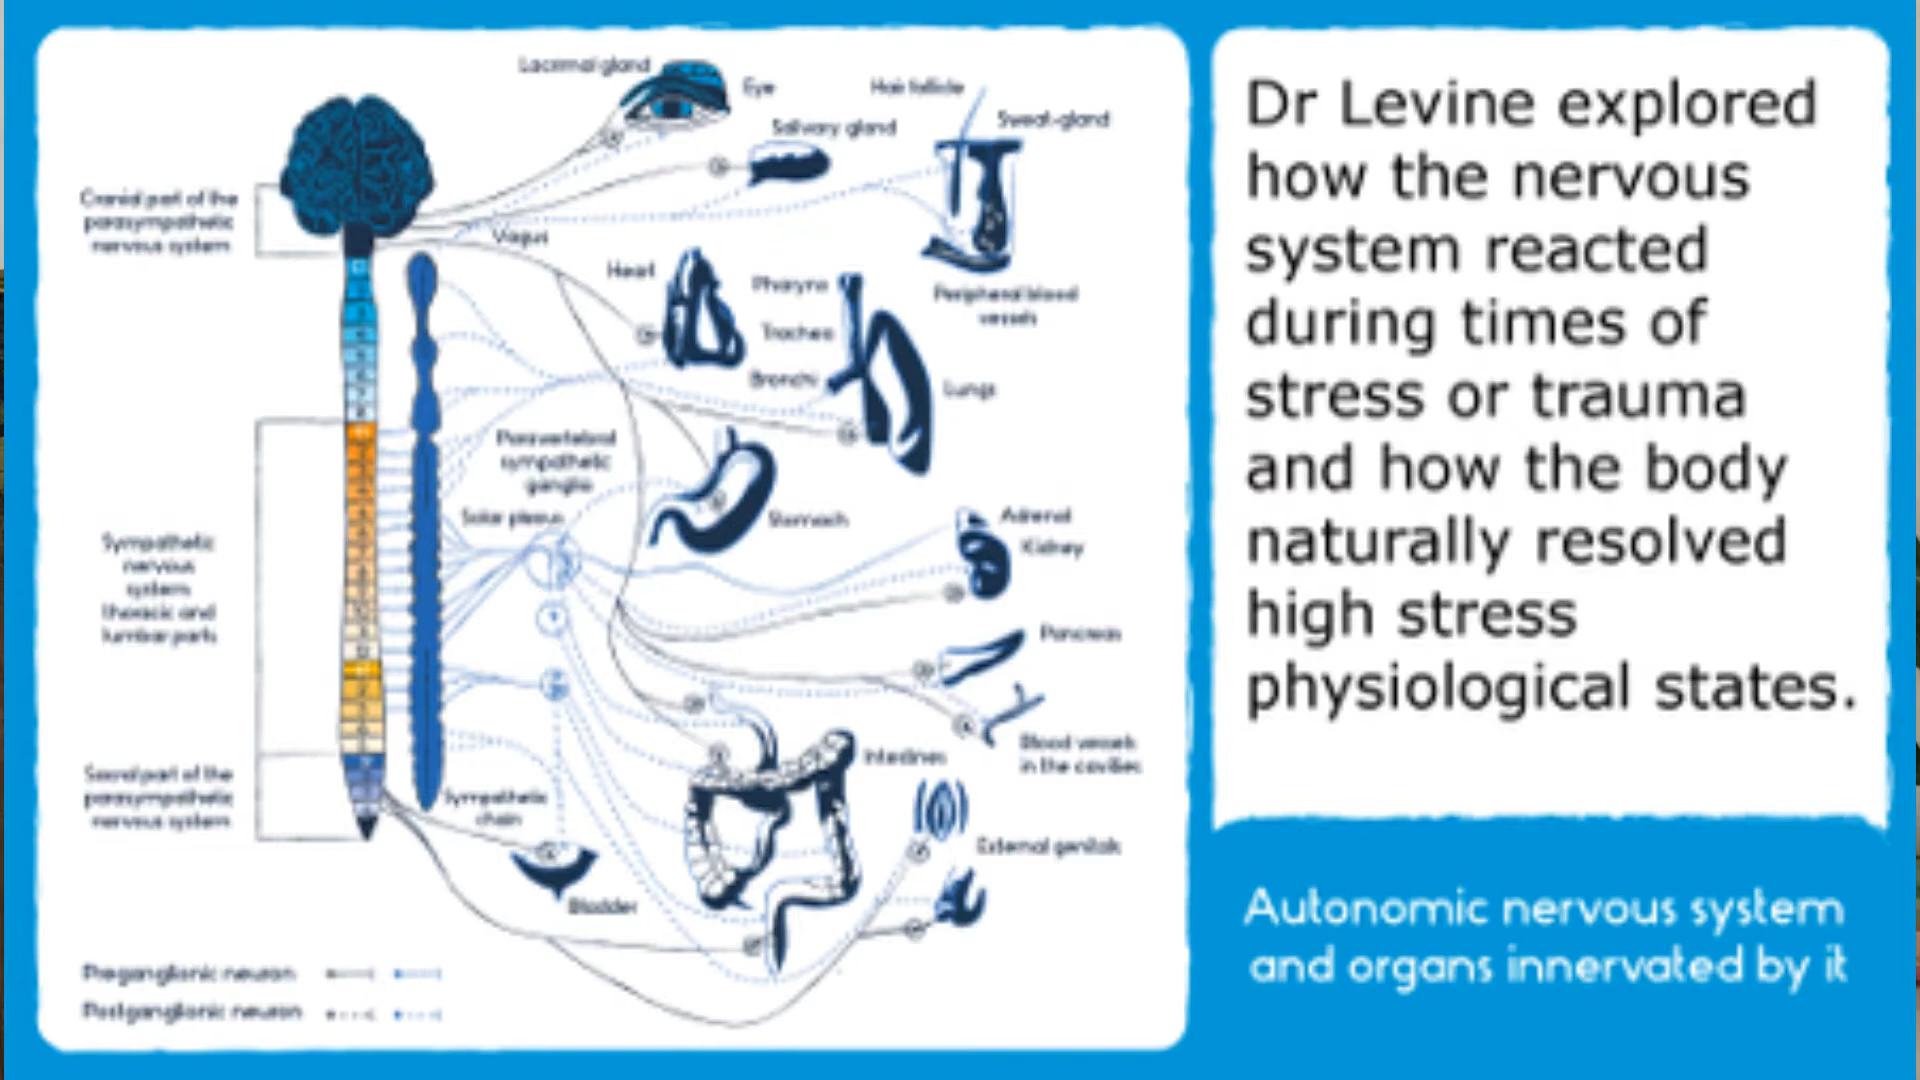 Lacrimal gland
Eye
Hair follicle
Salivary gland
Sweat-gland
Cranial part of the
parasympathetic
nervous system
Vagus
Heart
Pharynx
Peripheral blood
vessels
Trachea
Bronchi
Lungs
Paravertebral
sympathetic
ganglia
Solar plexus
Stomach
Adrenal
Kidney
Sympathetic
nervous
system:
thoracic and
lumbar parts
Pancreas
Blood vessels
in the cavities
Intestines
Sacral part of the
parasympathetic
nervous system
Sympathetic
chain
External genitals
Bladder
Preganglionic neuron
Postganglionic neuron
Dr Levine explored
how the nervous
system reacted
during times of
stress or trauma
and how the body
naturally resolved
high stress
physiological states.
Autonomic nervous system
and organs innervated by it